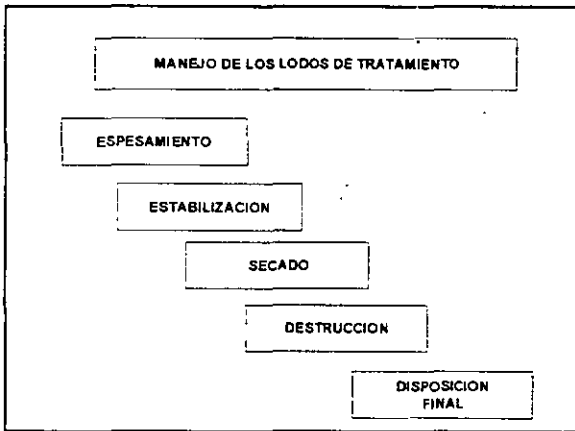 MANEJO DE LOS LODOS DE TRATAMIENTO
ESPESAMIENTO
ESTABILIZACION
SECADO
DESTRUCCION
DISPOSICION
FINAL